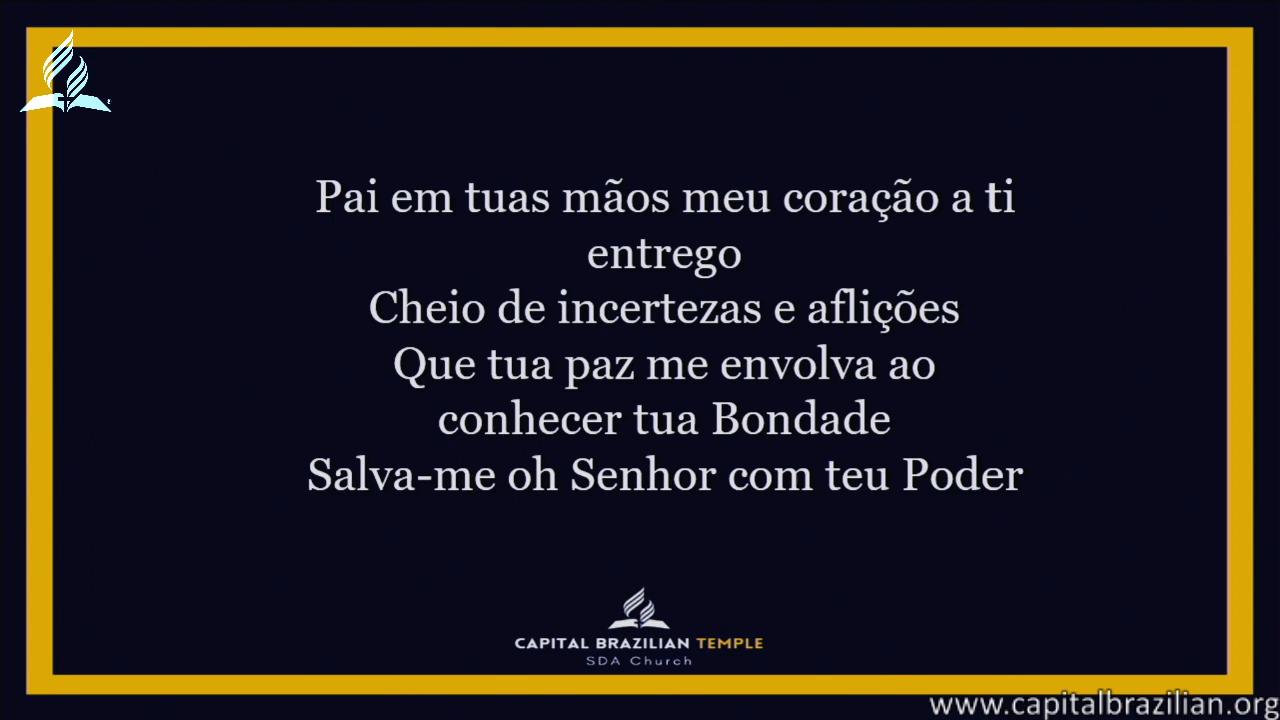 Pai em tuas mãos meu coração a ti
entrego
Cheio de incertezas e aflições
Que tua paz me envolva ao
conhecer tua Bondade
Salva-me oh Senhor com teu Poder
CAPITAL BRAZILIAN TEMPLE
SDA Church
www.capitalbrazilian.org